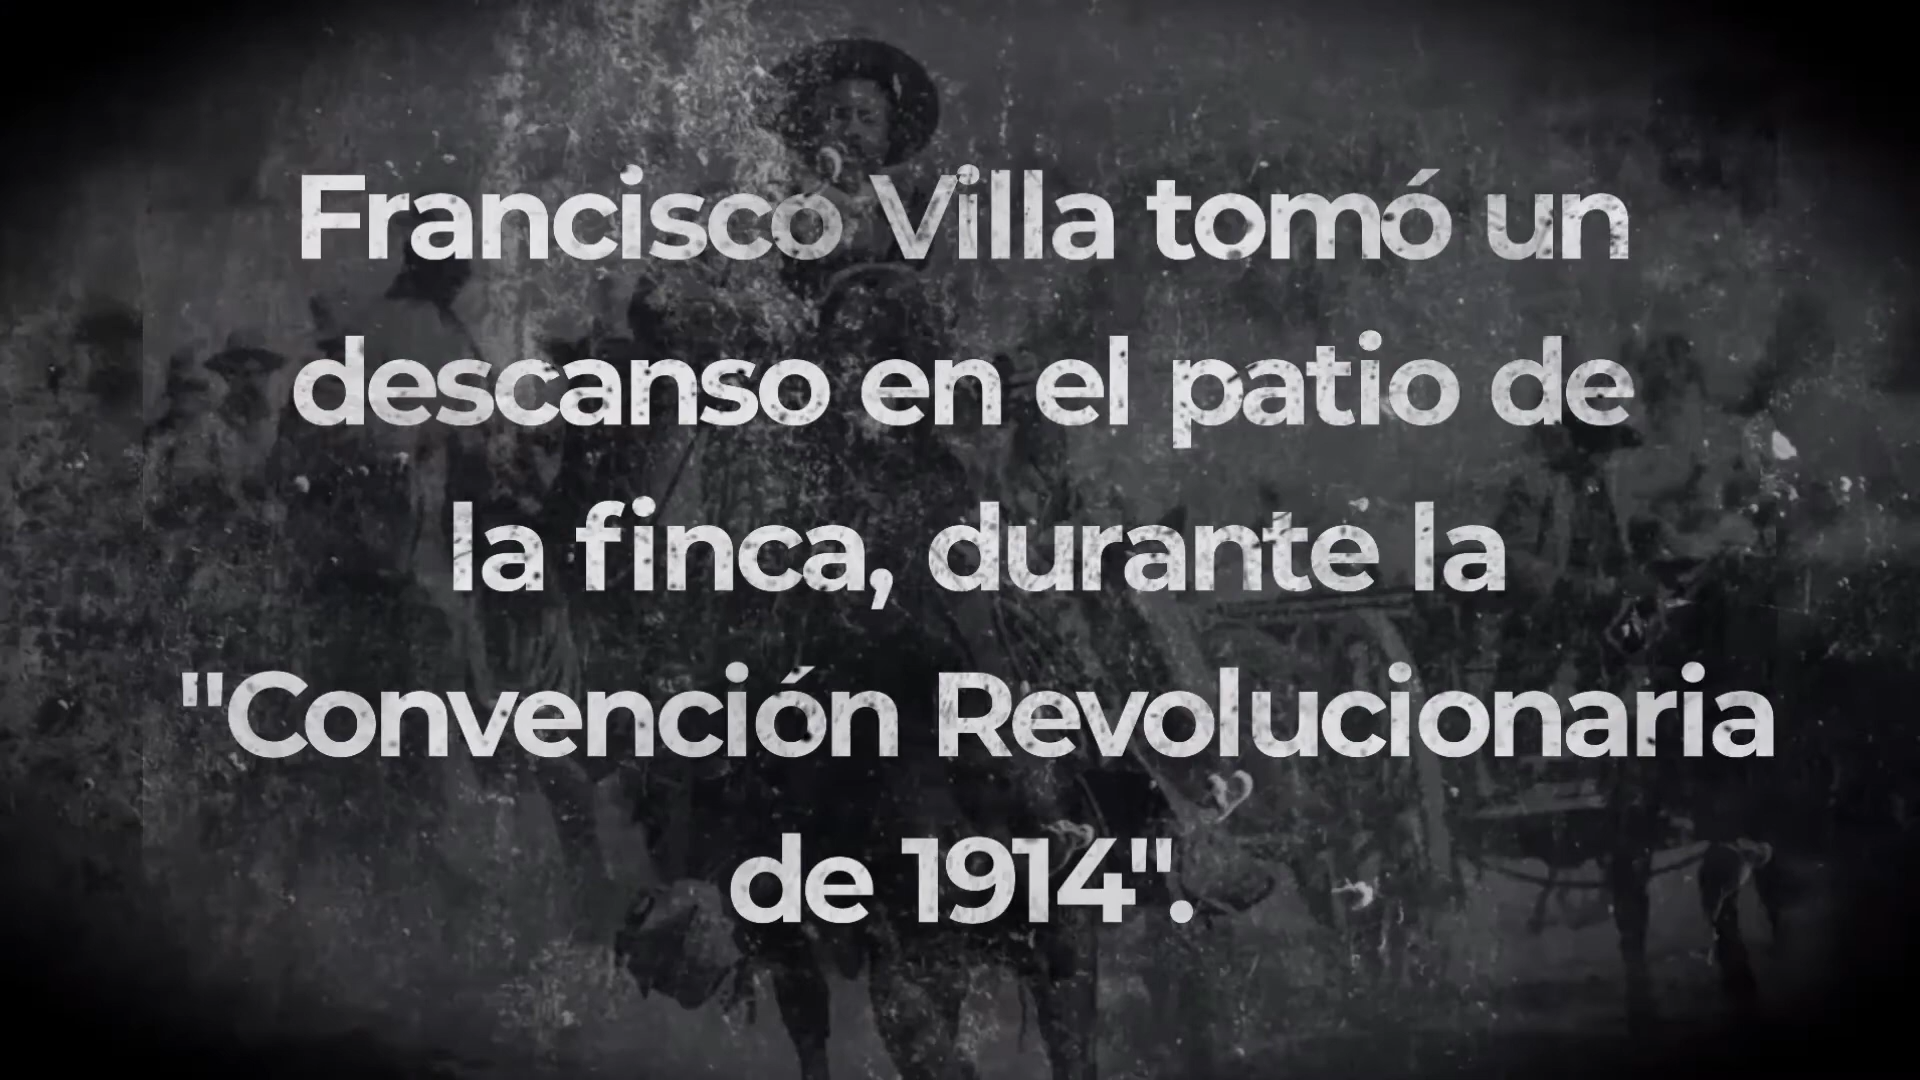 Francisco Villa tomó un
descanso en el patio de
la finca, durante la
"Convención Revolucionaria
de 1914".